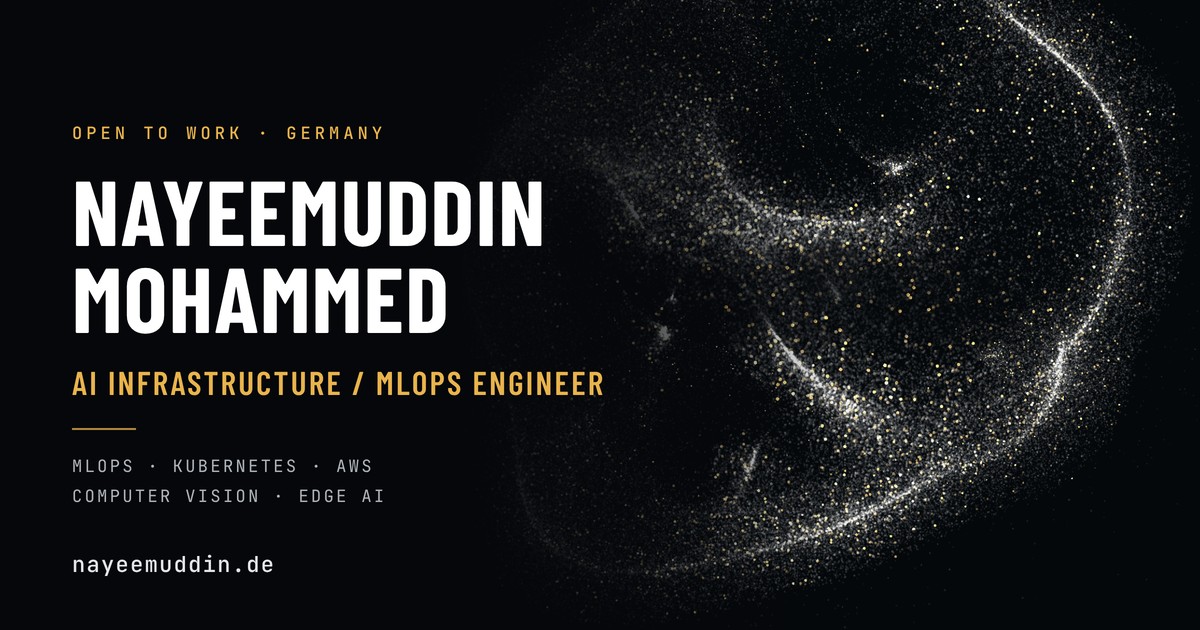 OPEN TO WORK · GERMANY
NAYEEMUDDIN
MOHAMMED
AI INFRASTRUCTURE / MLOPS ENGINEER
MLOPS · KUBERNETES · AWS
COMPUTER VISION · EDGE AI
nayeemuddin.de